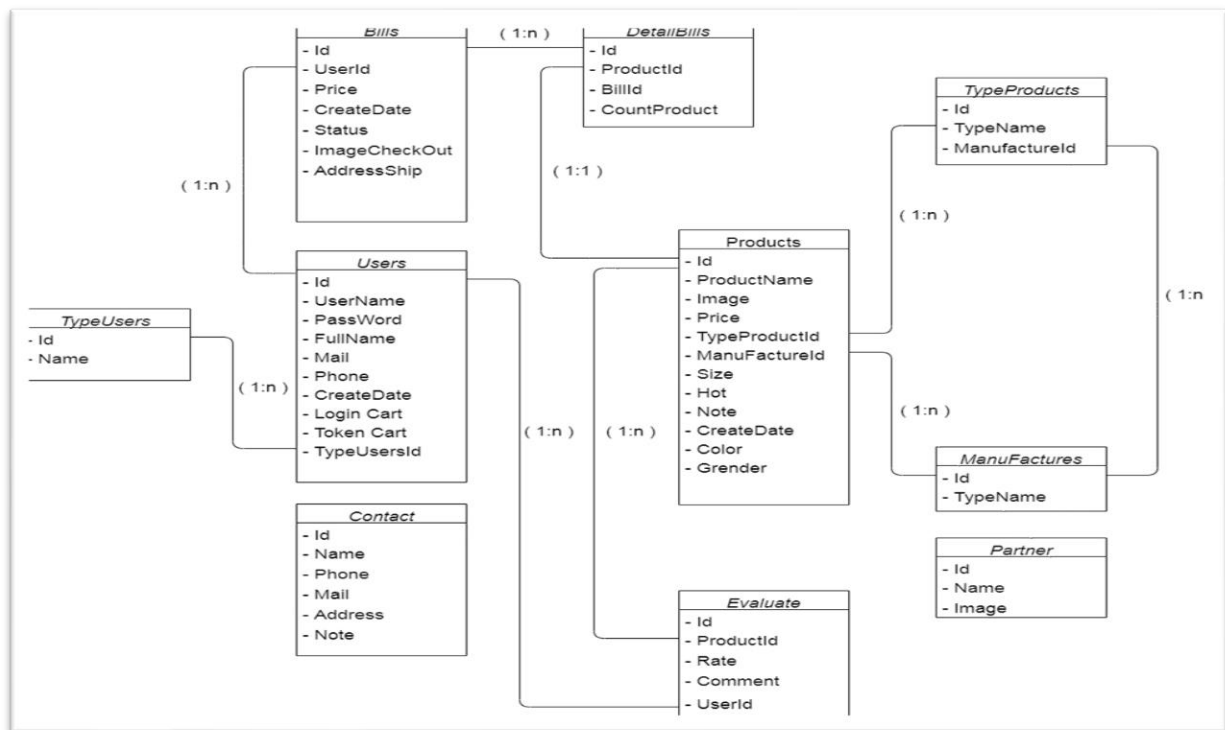 Bills
- Id
- UserId
- Price
- CreateDate
- Status
- ImageCheckOut
- AddressShip
( 1:n )
DetailBills
- Id
- ProductId
- BillId
- CountProduct
TypeProducts
- Id
- TypeName
- ManufactureId
( 1:n )
( 1:1 )
( 1:n )
Users
- Id
- UserName
- PassWord
- FullName
- Mail
- Phone
- CreateDate
- Login Cart
- Token Cart
- TypeUsersId
Products
- Id
- ProductName
- Image
- Price
- TypeProductId
- ManuFactureId
- Size
- Hot
- Note
- CreateDate
- Color
- Grender
( 1:n
TypeUsers
- Id
- Name
( 1:n )
( 1:n )
( 1:n )
( 1:n )
ManuFactures
- Id
- TypeName
Contact
- Id
- Name
- Phone
- Mail
- Address
- Note
Partner
- Id
- Name
- Image
Evaluate
- Id
- ProductId
- Rate
- Comment
- UserId